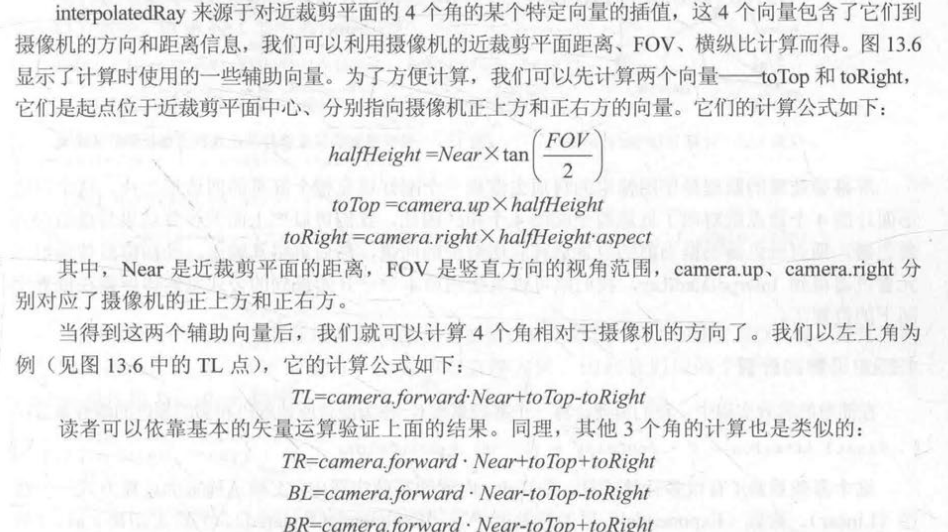 interpolatedRay 来源于对近裁剪平面的 4 个角的某个特定向量的插值，这 4 个向量包含了它们到
摄像机的方向和距离信息，我们可以利用摄像机的近裁剪平面距离、FOV、横纵比计算而得。图 13.6
显示了计算时使用的一些辅助向量。为了方便计算，我们可以先计算两个向量——toTop 和 toRight，
它们是起点位于近裁剪平面中心、分别指向摄像机正上方和正右方的向量。它们的计算公式如下：
halfHeight =Near×tan(FOV/2)
toTop =camera.up×halfHeight
toRight =camera.right×halfHeight·aspect
其中，Near 是近裁剪平面的距离，FOV 是竖直方向的视角范围，camera.up、camera.right 分
别对应了摄像机的正上方和正右方。
当得到这两个辅助向量后，我们就可以计算 4 个角相对于摄像机的方向了。我们以左上角为
例（见图 13.6 中的 TL 点），它的计算公式如下：
TL=camera.forward·Near+toTop-toRight
读者可以依靠基本的矢量运算验证上面的结果。同理，其他 3 个角的计算也是类似的：
TR=camera.forward · Near+toTop+toRight
BL=camera.forward · Near-toTop-toRight
BR=camera.forward · Near-toTop+toRight